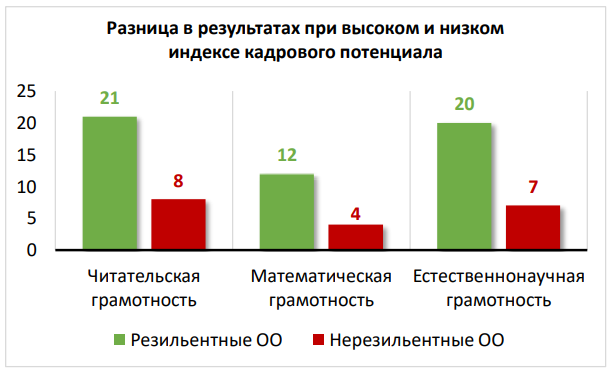 Разница в результатах при высоком и низком
индексе кадрового потенциала
25
20
15
10
5
0
21
8
12
4
20
7
Читательская
грамотность
Математическая
грамотность
Естественнонаучная
грамотность
Резильентные ОО
Нерезильентные ОО